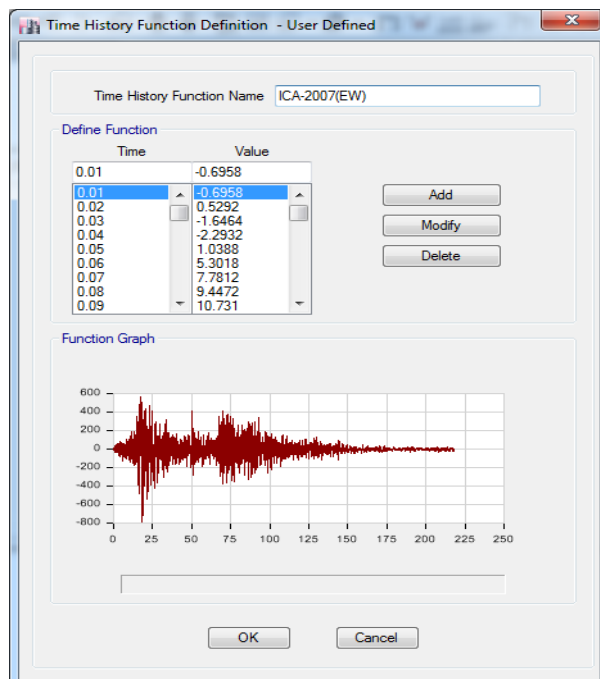 Time History Function Definition - User Defined
Time History Function Name ICA-2007(EW)
Define Function
Time Value
0.01 -0.6958
0.01 -0.6958
0.02 0.5292
0.03 -1.6464
0.04 -2.2932
0.05 1.0388
0.06 5.3018
0.07 7.7812
0.08 9.4472
0.09 10.731
Add
Modify
Delete
Function Graph
600
400
200
0
-200
-400
-600
-800
0 25 50 75 100 125 150 175 200 225 250
OK Cancel